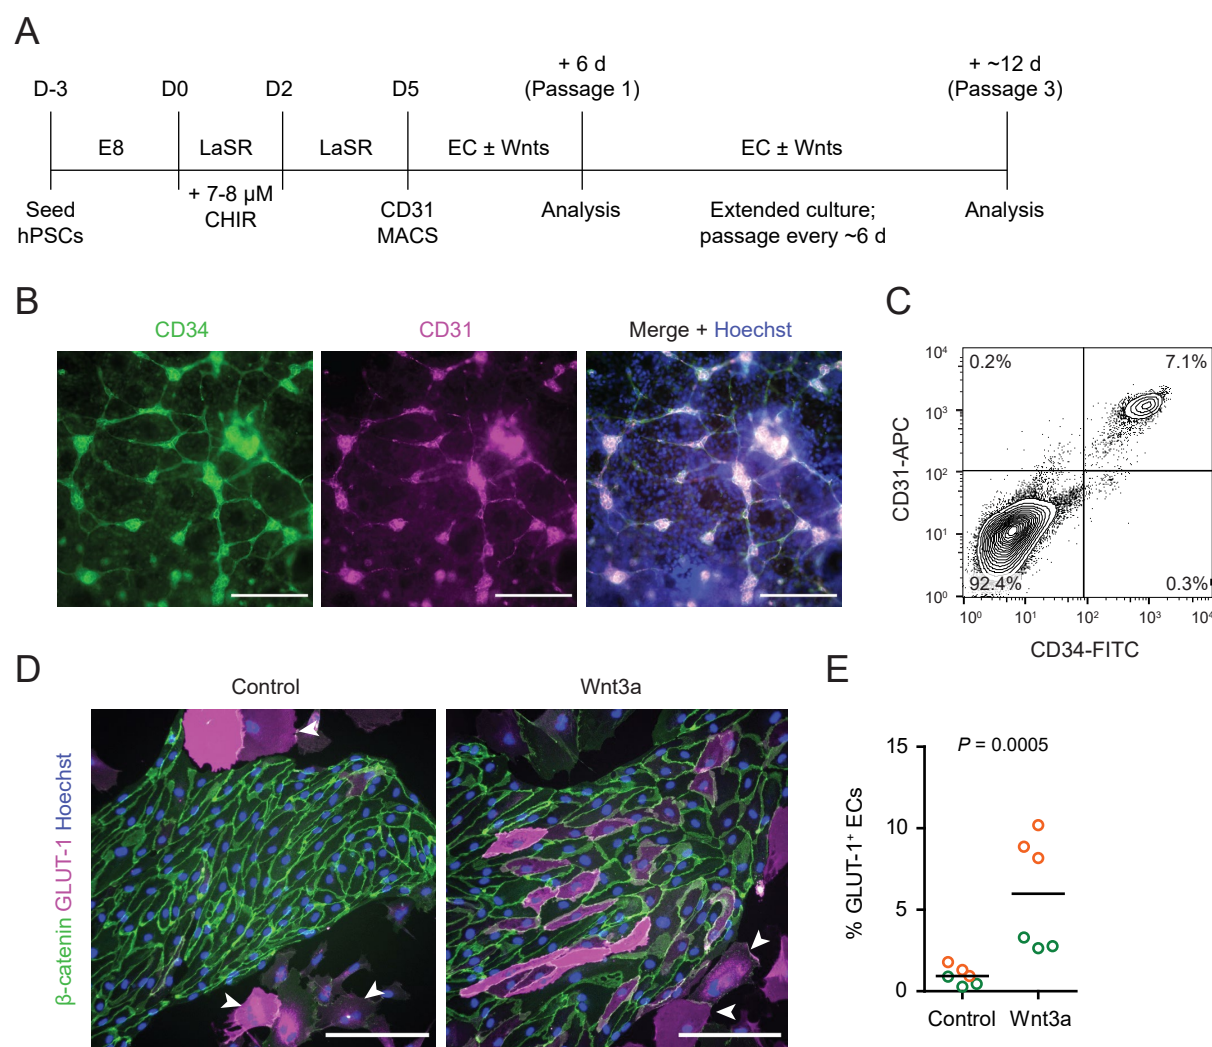 A
D-3
D0
D2
D5
+ 6 d
(Passage 1)
+ ~12 d
(Passage 3)
E8
LaSR
LaSR
EC ± Wnts
EC ± Wnts
+ 7-8 µM
CHIR
Seed
hPSCs
CD31
MACS
Analysis
Extended culture;
passage every ~6 d
Analysis
B
CD34
CD31
Merge + Hoechst
C
10⁴
10³
10²
10¹
10⁰
0.2%
7.1%
92.4%
0.3%
CD31-APC
10⁰
10¹
10²
10³
10⁴
CD34-FITC
D
Control
Wnt3a
β-catenin GLUT-1 Hoechst
E
P = 0.0005
15
10
5
0
% GLUT-1⁺ ECs
Control
Wnt3a